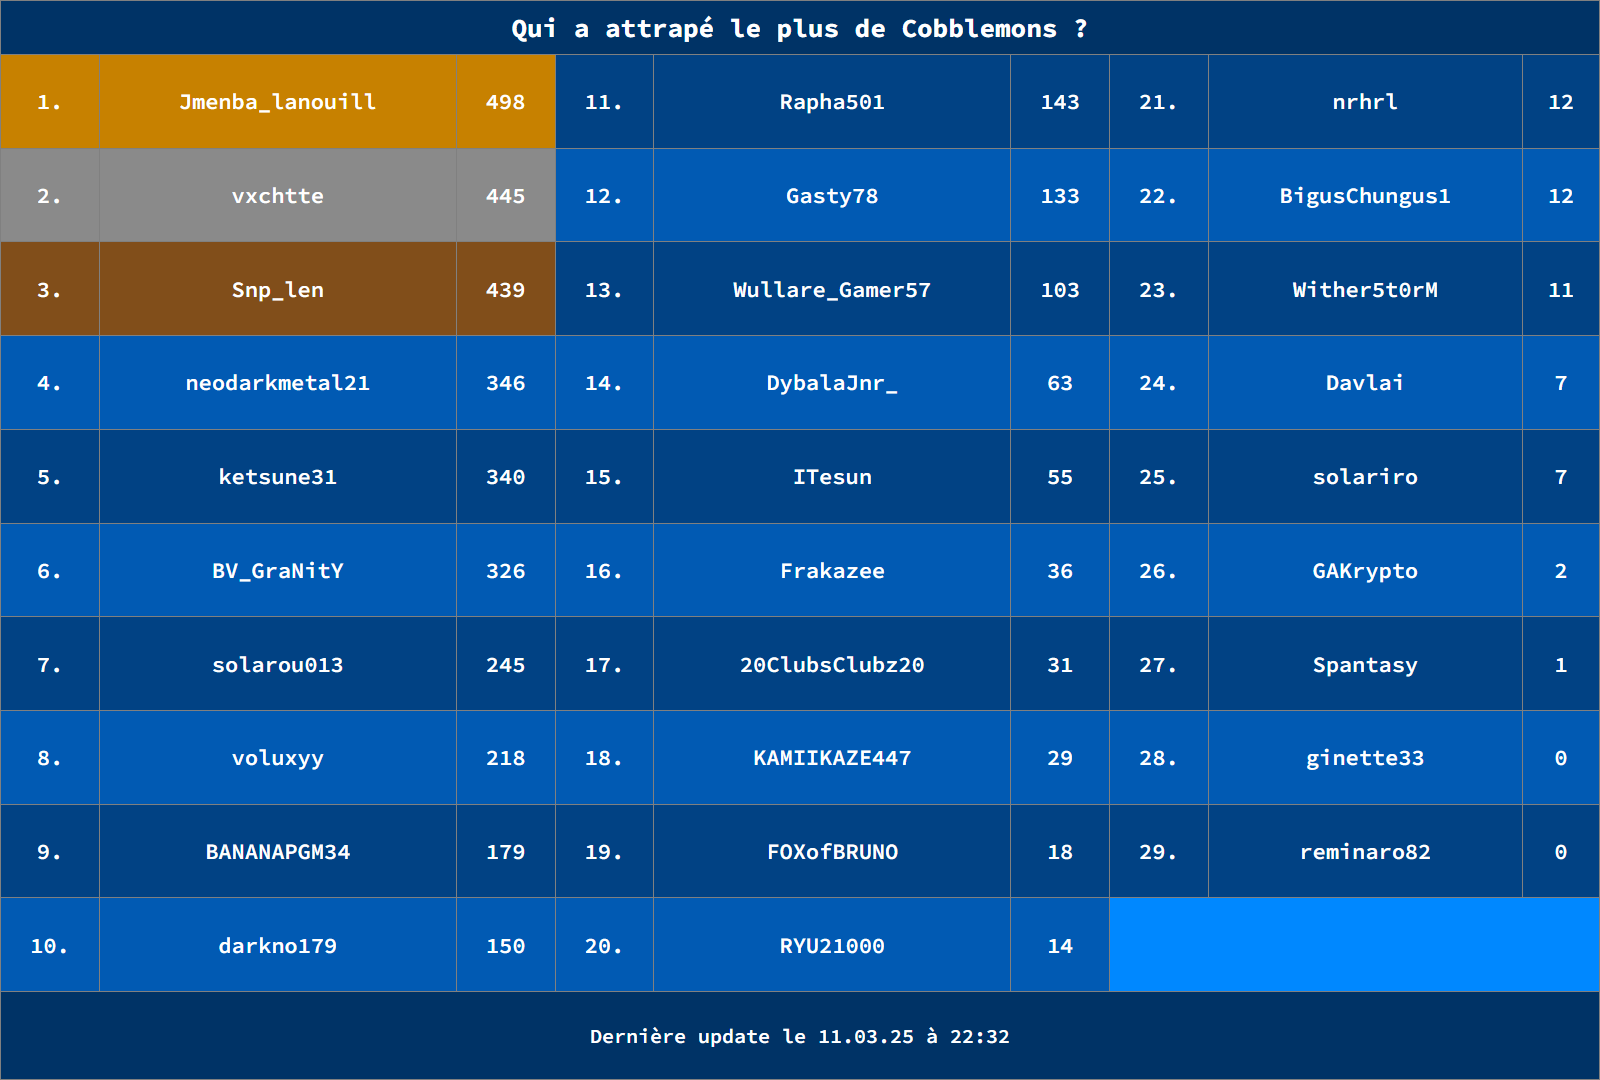 Qui a attrapé le plus de Cobblemons ?
1. Jmenba_lanouill 498
2. vxchtte 445
3. Snp_len 439
4. neodarkmetal21 346
5. ketsune31 340
6. BV_GraNitY 326
7. solarou013 245
8. voluxyy 218
9. BANANAPGM34 179
10. darkno179 150
11. Rapha501 143
12. Gasty78 133
13. Wullare_Gamer57 103
14. DybalaJnr_ 63
15. ITesun 55
16. Frakazee 36
17. 20ClubsClubz20 31
18. KAMIIKAZE447 29
19. FOXofBRUNO 18
20. RYU21000 14
21. nrhrl 12
22. BigusChungus1 12
23. Wither5t0rM 11
24. Davlai 7
25. solariro 7
26. GAKrypto 2
27. Spantasy 1
28. ginette33 0
29. reminaro82 0
Dernière update le 11.03.25 à 22:32